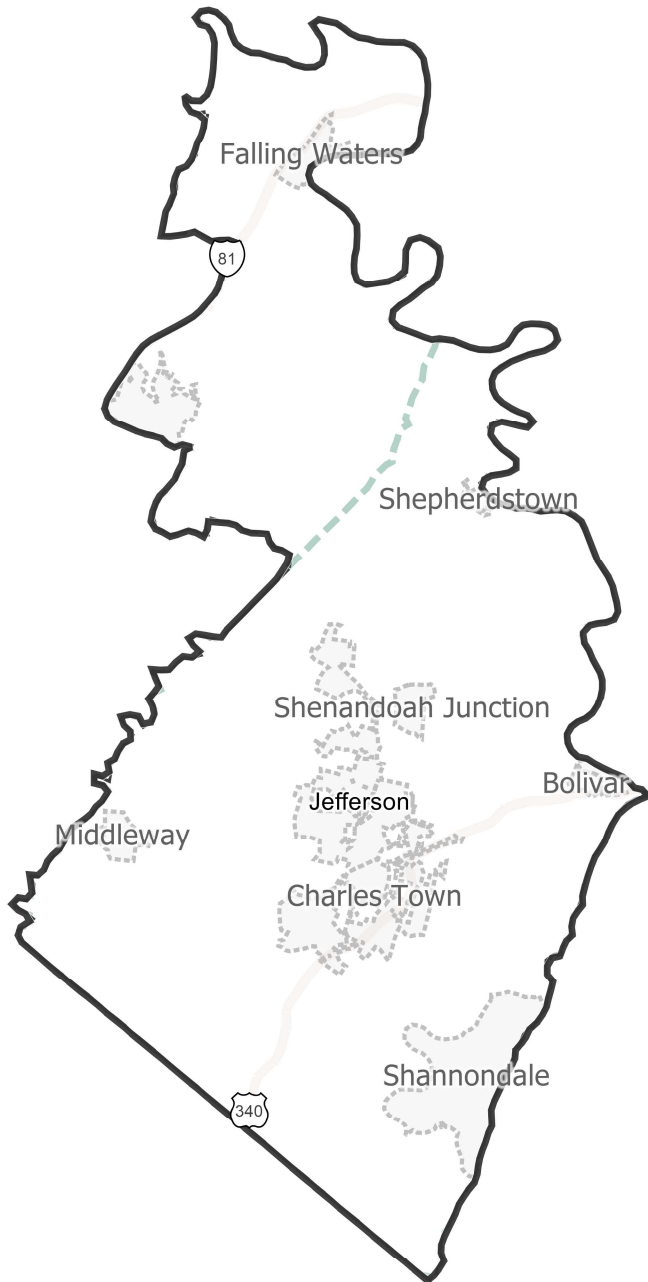 Falling Waters
81
Shepherdstown
Shenandoah Junction
Bolivar
Jefferson
Middleway
Charles Town
Shannondale
340